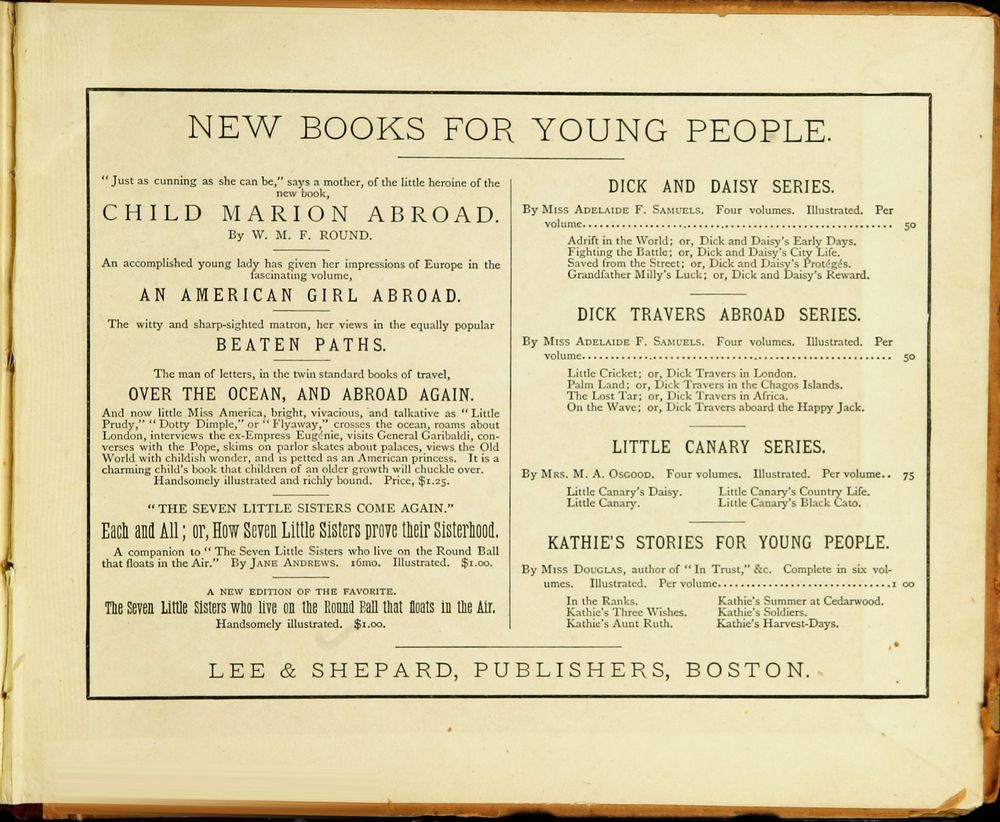 NEW BOOKS FOR YOUNG PEOPLE.
"Just as cunning as she can be," says a mother, of the little heroine of the
new book,
CHILD MARION ABROAD.
By W. M. F. ROUND.
An accomplished young lady has given her impressions of Europe in the
fascinating volume,
AN AMERICAN GIRL ABROAD.
The witty and sharp-sighted matron, her views in the equally popular
BEATEN PATHS.
The man of letters, in the twin standard books of travel,
OVER THE OCEAN, AND ABROAD AGAIN.
And now little Miss America, bright, vivacious, and talkative as "Little
Prudy," "Dotty Dimple," or "Flyaway," crosses the ocean, roams about
London, interviews the ex-Empress Eugénie, visits General Garibaldi, con-
verses with the Pope, skims on parlor skates about palaces, views the Old
World with childish wonder, and is petted as an American princess. It is a
charming child's book that children of an older growth will chuckle over.
Handsomely illustrated and richly bound. Price, $1.25.
"THE SEVEN LITTLE SISTERS COME AGAIN."
Each and All; or, How Seven Little Sisters prove their Sisterhood.
A companion to "The Seven Little Sisters who live on the Round Ball
that floats in the Air." By JANE ANDREWS. 16mo. Illustrated. $1.00.
A NEW EDITION OF THE FAVORITE.
The Seven Little Sisters who live on the Round Ball that floats in the Air.
Handsomely illustrated. $1.00.
DICK AND DAISY SERIES.
By MISS ADELAIDE F. SAMUELS. Four volumes. Illustrated. Per
volume.................................................. 50
Adrift in the World; or, Dick and Daisy's Early Days.
Fighting the Battle; or, Dick and Daisy's City Life.
Saved from the Street; or, Dick and Daisy's Protégés.
Grandfather Milly's Luck; or, Dick and Daisy's Reward.
DICK TRAVERS ABROAD SERIES.
By MISS ADELAIDE F. SAMUELS. Four volumes. Illustrated. Per
volume.................................................. 50
Little Cricket; or, Dick Travers in London.
Palm Land; or, Dick Travers in the Chagos Islands.
The Lost Tar; or, Dick Travers in Africa.
On the Wave; or, Dick Travers aboard the Happy Jack.
LITTLE CANARY SERIES.
By MRS. M. A. OSGOOD. Four volumes. Illustrated. Per volume.. 75
Little Canary's Daisy. Little Canary's Country Life.
Little Canary. Little Canary's Black Cato.
KATHIE'S STORIES FOR YOUNG PEOPLE.
By MISS DOUGLAS, author of "In Trust," &c. Complete in six vol-
umes. Illustrated. Per volume..............................1 00
In the Ranks. Kathie's Summer at Cedarwood.
Kathie's Three Wishes. Kathie's Soldiers.
Kathie's Aunt Ruth. Kathie's Harvest-Days.
LEE & SHEPARD, PUBLISHERS, BOSTON.